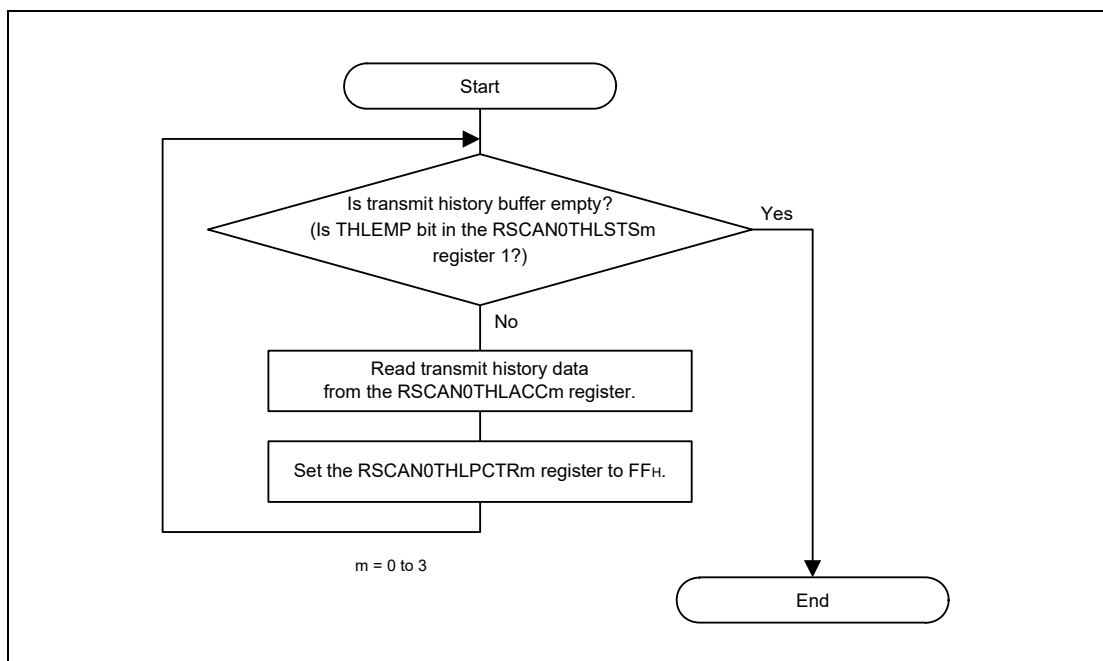 Start
Is transmit history buffer empty?
(Is THLEMP bit in the RSCAN0THLSTSm
register 1?)
Yes
No
Read transmit history data
from the RSCAN0THLACCm register.
Set the RSCAN0THLPCTRm register to FFH.
m = 0 to 3
End